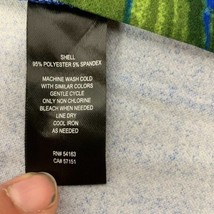 SHELL
95% POLYESTER 5% SPANDEX
MACHINE WASH COLD
WITH SIMILAR COLORS
GENTLE CYCLE
ONLY NON CHLORINE
BLEACH WHEN NEEDED
LINE DRY
COOL IRON
AS NEEDED
RN# 54163
CA# 57151